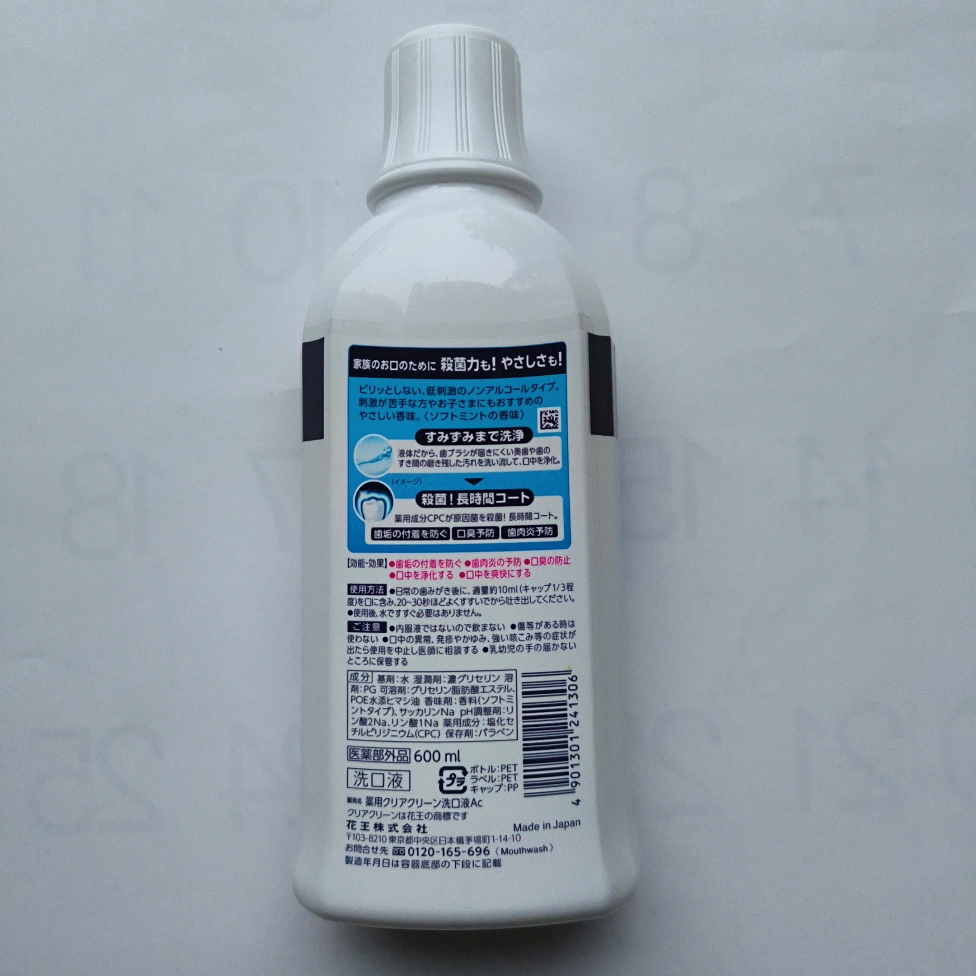 家族のお口のために 殺菌力も! やさしさも!
ピリッとしない、低刺激のノンアルコールタイプ。
刺激が苦手な方やお子さまにもおすすめの
やさしい香味。〈ソフトミントの香味〉
すみずみまで洗浄
液体だから、歯ブラシが届きにくい奥歯や歯の
すき間の磨き残した汚れを洗い流して、口中を浄化。
(イメージ)
殺菌!長時間コート
薬用成分CPCが原因菌を殺菌! 長時間コート。
歯垢の付着を防ぐ 口臭予防 歯肉炎予防
【効能・効果】●歯垢の付着を防ぐ ●歯肉炎の予防 ●口臭の防止
●口中を浄化する ●口中を爽快にする
使用方法 ●日常の歯みがき後に、適量約10ml(キャップ1/3程
度)を口に含み、20~30秒ほどよくすすいでから吐き出してください。
●使用後、水ですすぐ必要はありません。
ご注意 ●内服液ではないので飲まない ●傷等がある時は
使わない ●口中の異常、発疹やかゆみ、強い咳こみ等の症状が
出たら使用を中止し医師に相談する ●乳幼児の手の届かない
ところに保管する
成分 基剤:水 湿潤剤:濃グリセリン 溶
剤:PG 可溶剤:グリセリン脂肪酸エステル、
POE水添ヒマシ油 香味剤:香料(ソフトミ
ントタイプ)、サッカリンNa pH調整剤:リ
ン酸2Na、リン酸1Na 薬用成分:塩化セ
チルピリジニウム(CPC) 保存剤:パラベン
医薬部外品 600 ml
洗口液
プラ
ボトル:PET
ラベル:PET
キャップ:PP
4 901301 241306
販売名 薬用クリアクリーン洗口液Ac
クリアクリーンは花王の商標です
花王株式会社
Made in Japan
〒103-8210 東京都中央区日本橋茅場町1-14-10
お問合せ先 0120-165-696 〈Mouthwash〉
製造年月日は容器底部の下段に記載